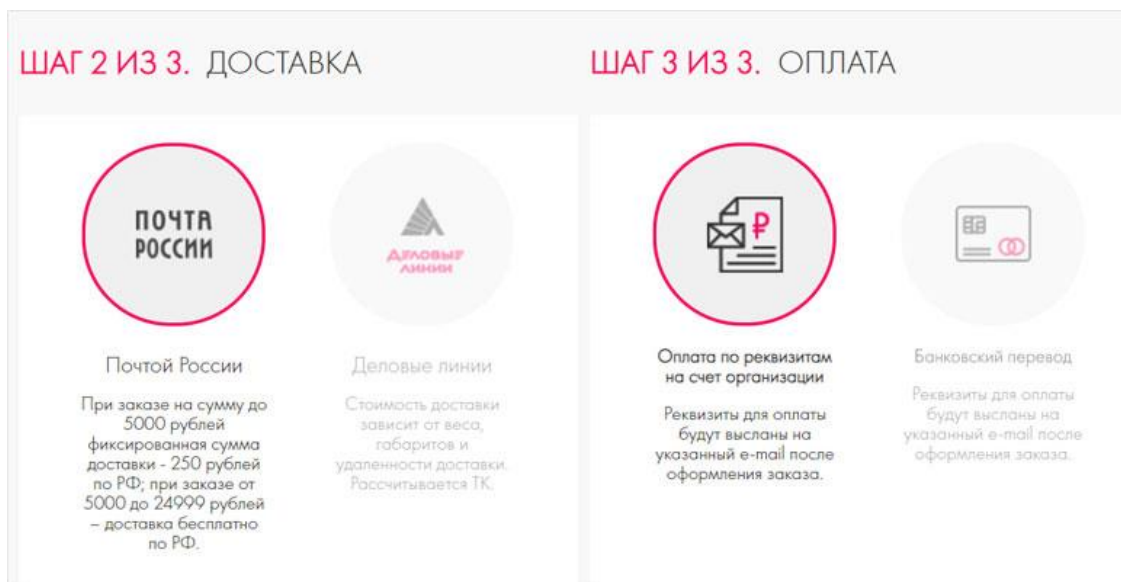 ШАГ 2 ИЗ 3. ДОСТАВКА
ПОЧТА
РОССИИ
ДЕЛОВЫЕ
ЛИНИИ
Почтой России
При заказе на сумму до
5000 рублей
фиксированная сумма
доставки - 250 рублей
по РФ; при заказе от
5000 до 24999 рублей
– доставка бесплатно
по РФ.
Деловые линии
Стоимость доставки
зависит от веса,
габаритов и
удаленности доставки.
Рассчитывается ТК.
ШАГ 3 ИЗ 3. ОПЛАТА
₽
Оплата по реквизитам
на счет организации
Реквизиты для оплаты
будут высланы на
указанный e-mail после
оформления заказа.
Банковский перевод
Реквизиты для оплаты
будут высланы на
указанный e-mail после
оформления заказа.